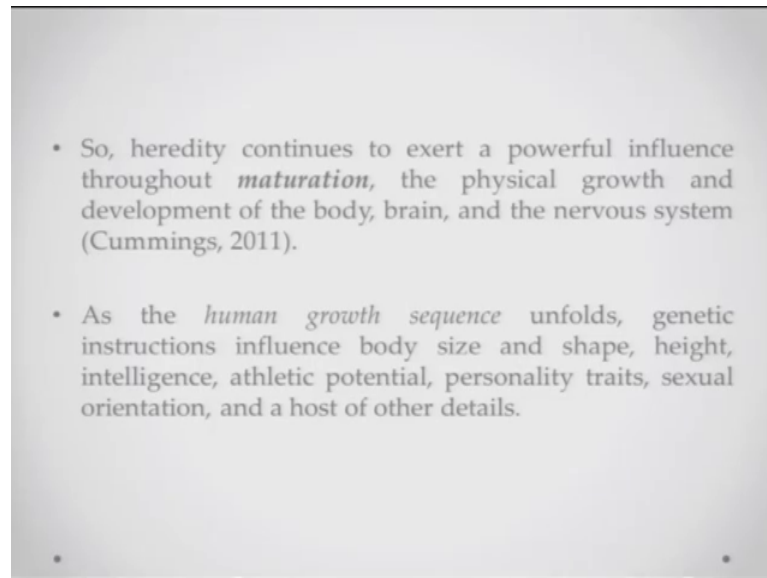 • So, heredity continues to exert a powerful influence
throughout maturation, the physical growth and
development of the body, brain, and the nervous system
(Cummings, 2011).
• As the human growth sequence unfolds, genetic
instructions influence body size and shape, height,
intelligence, athletic potential, personality traits, sexual
orientation, and a host of other details.